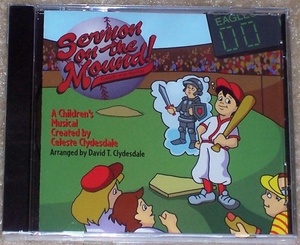 EAGLES
00
Sermon
on the
Mound!
A Children's
Musical
Created by
Celeste Clydesdale
Arranged by David T. Clydesdale